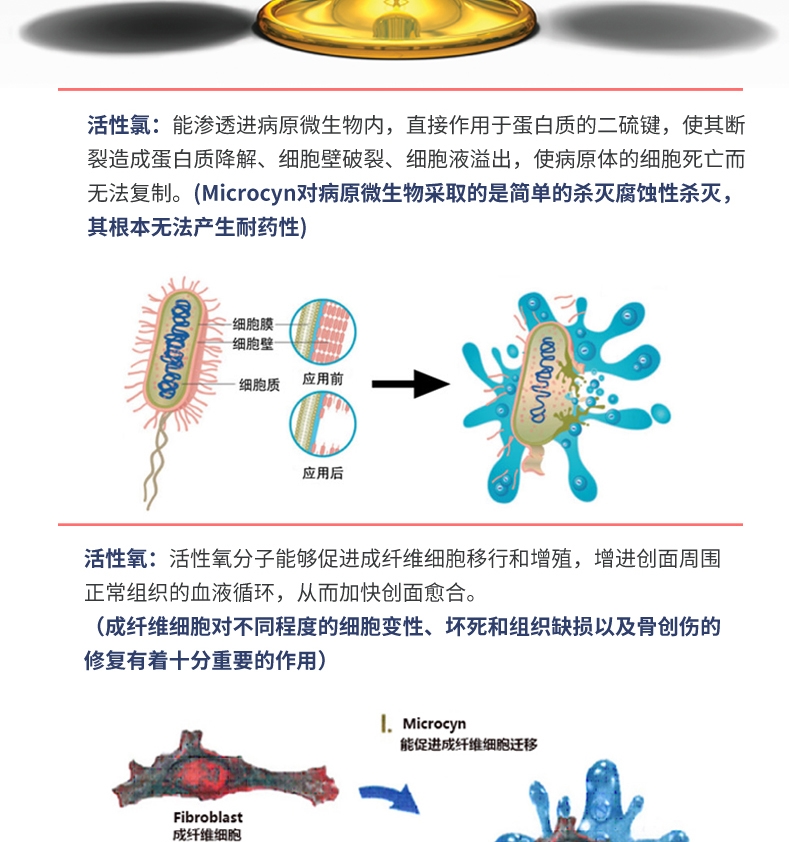 活性氯：能渗透进病原微生物内，直接作用于蛋白质的二硫键，使其断
裂造成蛋白质降解、细胞壁破裂、细胞液溢出，使病原体的细胞死亡而
无法复制。(Microcyn对病原微生物采取的是简单的杀灭腐蚀性杀灭，
其根本无法产生耐药性)
细胞膜
细胞壁
细胞质
应用前
应用后
活性氧：活性氧分子能够促进成纤维细胞移行和增殖，增进创面周围
正常组织的血液循环，从而加快创面愈合。
（成纤维细胞对不同程度的细胞变性、坏死和组织缺损以及骨创伤的
修复有着十分重要的作用）
I. Microcyn
能促进成纤维细胞迁移
Fibroblast
成纤维细胞